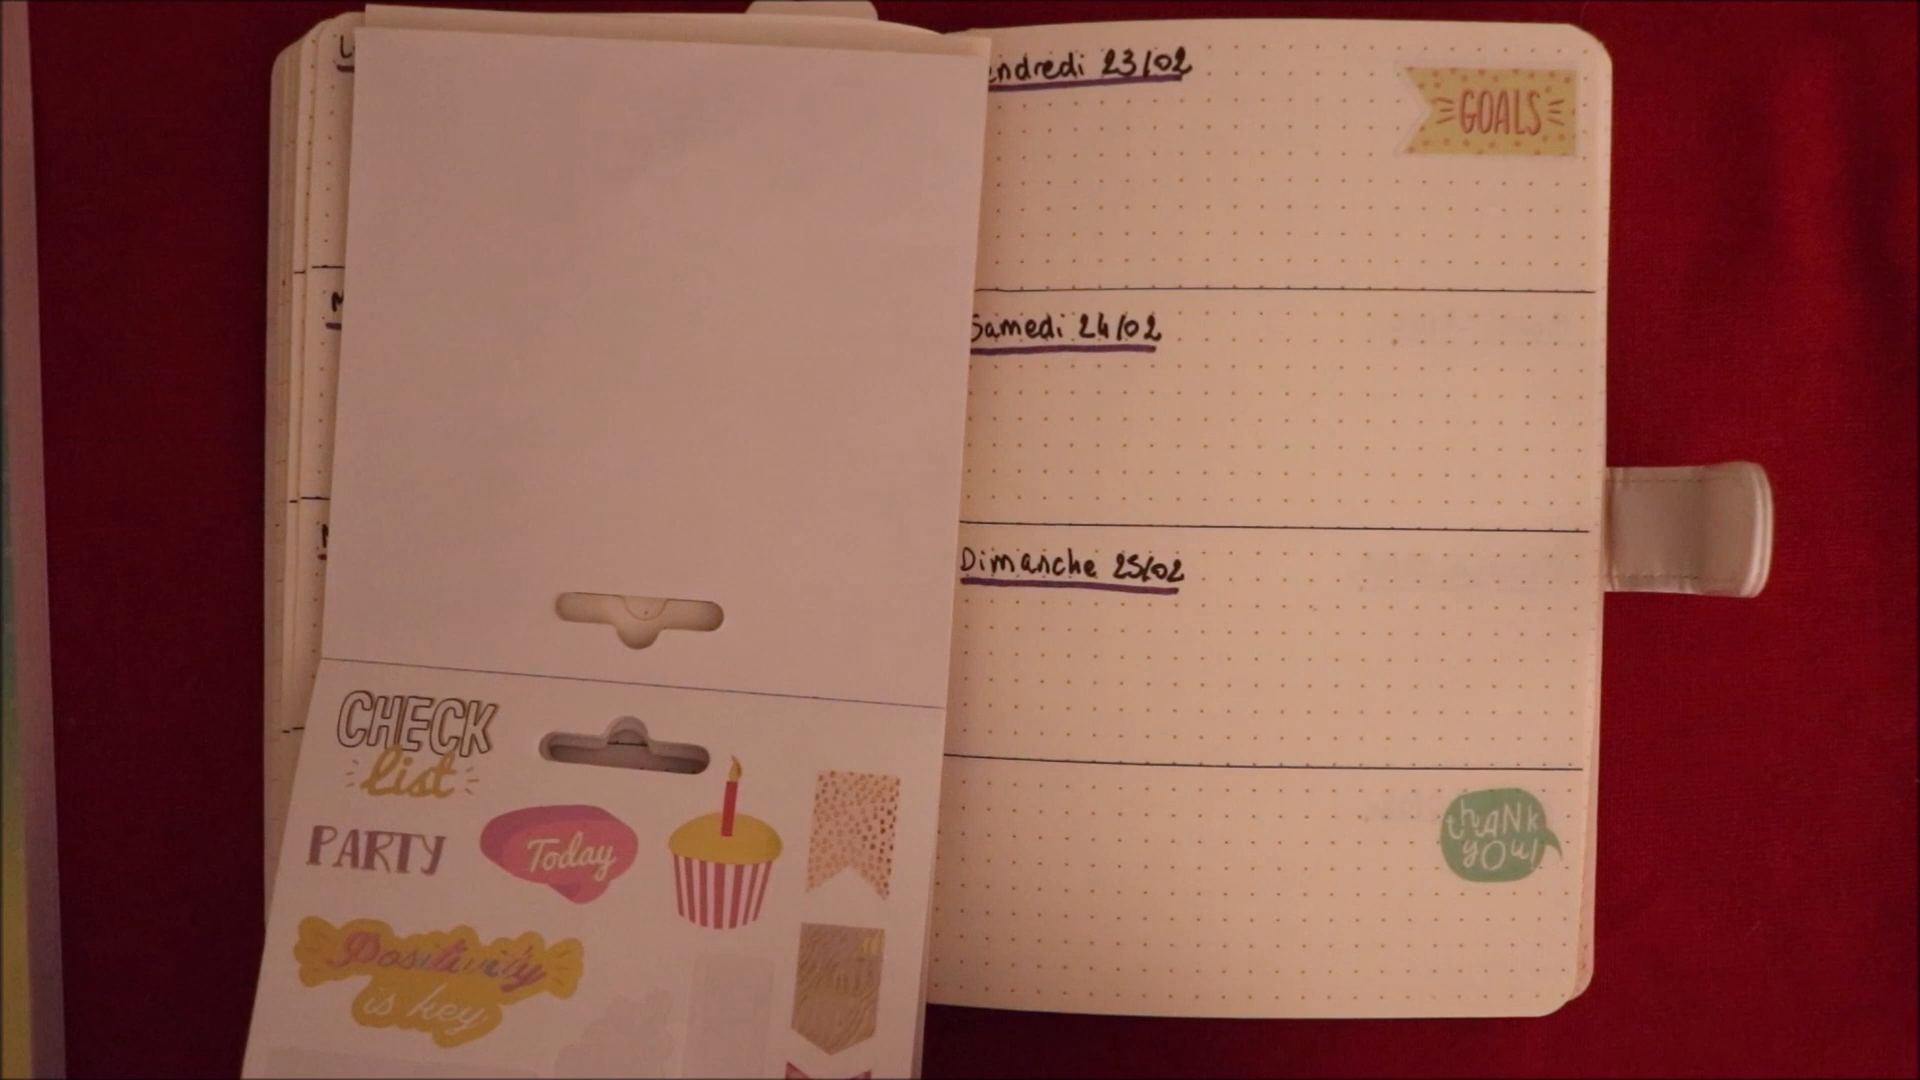 endredi 23/02
GOALS
Samedi 24/02
Dimanche 25/02
CHECK
list
PARTY
Today
Positivity
is key
thANk
yOu!